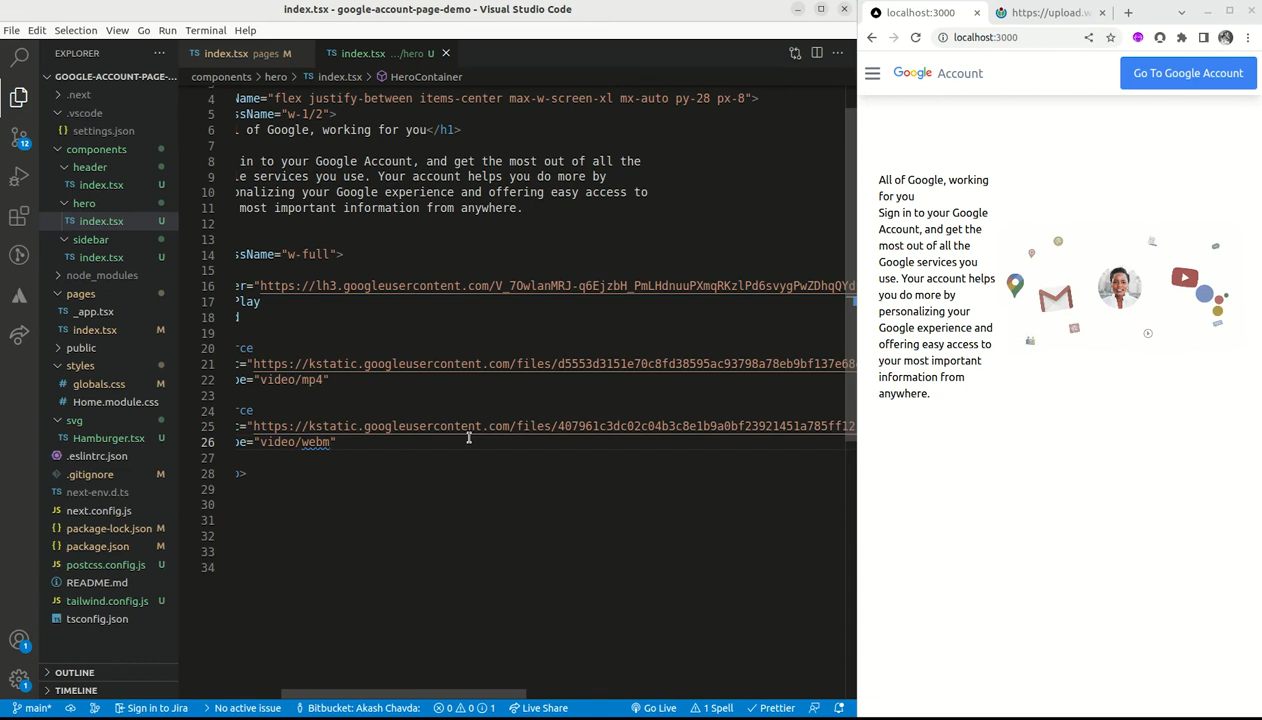 index.tsx - google-account-page-demo - Visual Studio Code
File Edit Selection View Go Run Terminal Help
EXPLORER
GOOGLE-ACCOUNT-PAGE-...
.next
.vscode
settings.json
components
header
index.tsx U
hero
index.tsx U
sidebar
index.tsx U
node_modules
pages
_app.tsx
index.tsx M
public
styles
globals.css M
Home.module.css
svg
Hamburger.tsx U
.eslintrc.json
.gitignore M
next-env.d.ts
next.config.js
package-lock.json M
package.json M
postcss.config.js U
README.md
tailwind.config.js U
tsconfig.json
OUTLINE
TIMELINE
12
1
1
index.tsx pages M
index.tsx .../hero U
components > hero > index.tsx > HeroContainer
4 Name="flex justify-between items-center max-w-screen-xl mx-auto py-28 px-8">
5 ssName="w-1/2">
6 l of Google, working for you</h1>
7
8 in to your Google Account, and get the most out of all the
9 le services you use. Your account helps you do more by
10 onalizing your Google experience and offering easy access to
11 most important information from anywhere.
12
13
14 ssName="w-full">
15
16 er="https://lh3.googleusercontent.com/V_7OwlanMRJ-q6EjzbH_PmLHdnuuPXmqRKzlPd6svygPwZDhqQYd
17 Play
18 d
19
20 rce
21 c="https://kstatic.googleusercontent.com/files/d5553d3151e70c8fd38595ac93798a78eb9bf137e68
22 pe="video/mp4"
23
24 rce
25 c="https://kstatic.googleusercontent.com/files/407961c3dc02c04b3c8e1b9a0bf23921451a785ff12
26 pe="video/webm"
27
28 o>
29
30
31
32
33
34
main* Sign in to Jira No active issue Bitbucket: Akash Chavda: 0 0 1 Live Share Go Live 1 Spell Prettier
localhost:3000
https://upload.w
localhost:3000
Google Account
Go To Google Account
All of Google, working
for you
Sign in to your Google
Account, and get the
most out of all the
Google services you
use. Your account helps
you do more by
personalizing your
Google experience and
offering easy access to
your most important
information from
anywhere.